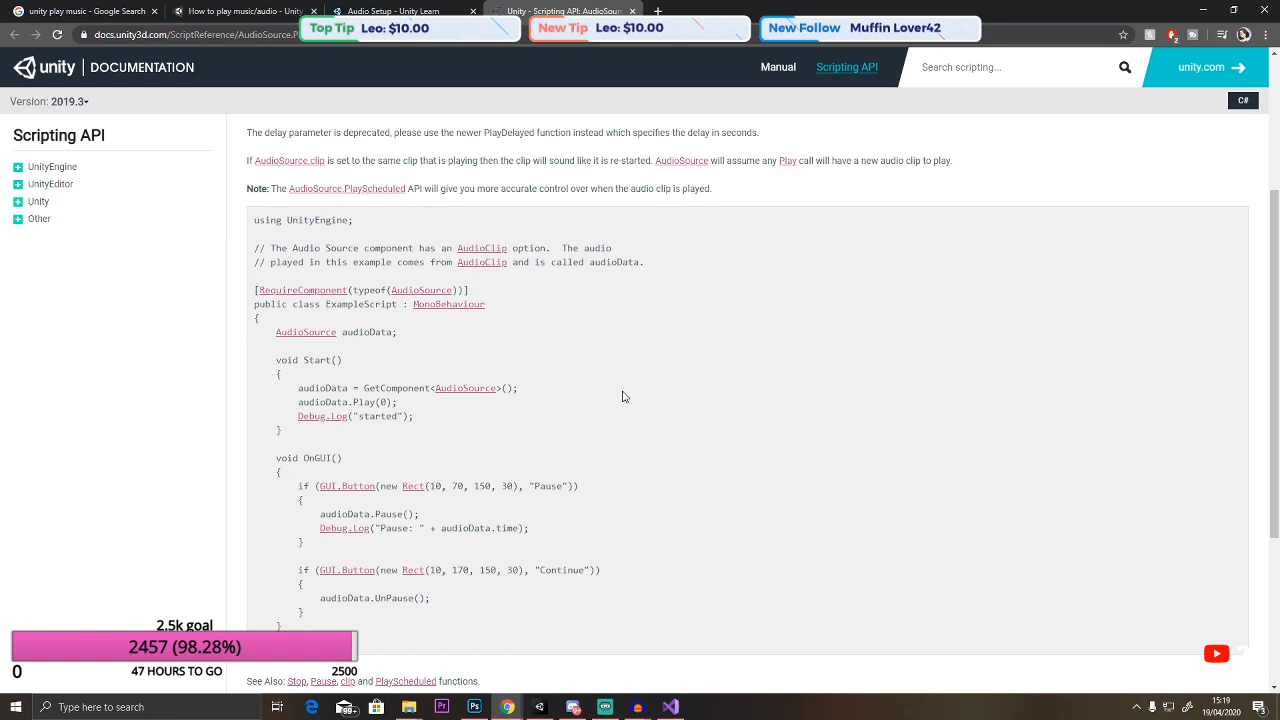 unity play audio
How to play audio in Unity
Audio Setup - Unity Learn
Unity - Scripting API: AudioSour
Top Tip Leo: $10.00
New Tip Leo: $10.00
New Follow Muffin Lover42
unity DOCUMENTATION
Manual Scripting API
Search scripting...
unity.com
Version: 2019.3
C#
Scripting API
UnityEngine
UnityEditor
Unity
Other
The delay parameter is deprecated, please use the newer PlayDelayed function instead which specifies the delay in seconds.
If AudioSource.clip is set to the same clip that is playing then the clip will sound like it is re-started. AudioSource will assume any Play call will have a new audio clip to play.
Note: The AudioSource.PlayScheduled API will give you more accurate control over when the audio clip is played.
using UnityEngine;
// The Audio Source component has an AudioClip option. The audio
// played in this example comes from AudioClip and is called audioData.
[RequireComponent(typeof(AudioSource))]
public class ExampleScript : MonoBehaviour
{
AudioSource audioData;
void Start()
{
audioData = GetComponent<AudioSource>();
audioData.Play(0);
Debug.Log("started");
}
void OnGUI()
{
if (GUI.Button(new Rect(10, 70, 150, 30), "Pause"))
{
audioData.Pause();
Debug.Log("Pause: " + audioData.time);
}
if (GUI.Button(new Rect(10, 170, 150, 30), "Continue"))
{
audioData.UnPause();
}
}
See Also: Stop, Pause, clip and PlayScheduled functions.
2.5k goal
2457 (98.28%)
0 47 HOURS TO GO 2500
Type here to search
15:19
19/04/2020